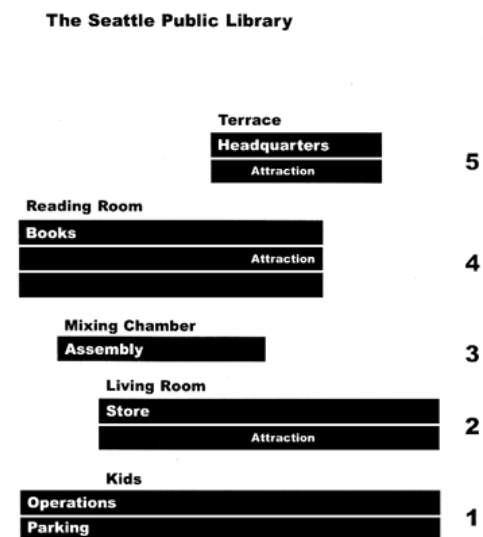 The Seattle Public Library
Terrace
Headquarters
Attraction
5
Reading Room
Books
Attraction
4
Mixing Chamber
Assembly
3
Living Room
Store
2
Attraction
Kids
Operations
1
Parking